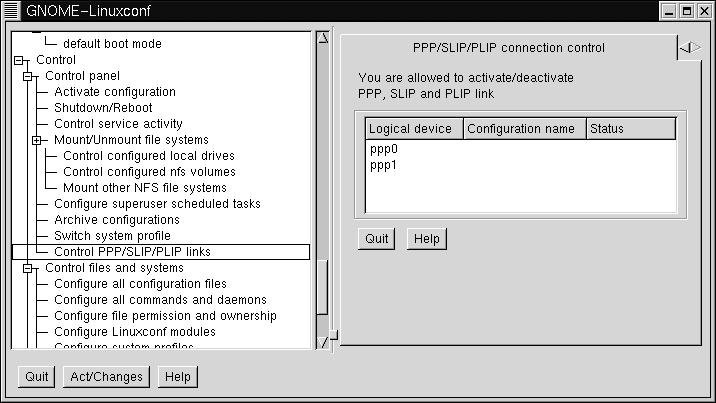 GNOME-Linuxconf
default boot mode
Control
Control panel
Activate configuration
Shutdown/Reboot
Control service activity
Mount/Unmount file systems
Control configured local drives
Control configured nfs volumes
Mount other NFS file systems
Configure superuser scheduled tasks
Archive configurations
Switch system profile
Control PPP/SLIP/PLIP links
Control files and systems
Configure all configuration files
Configure all commands and daemons
Configure file permission and ownership
Configure Linuxconf modules
Configure system profiles
Quit Act/Changes Help
PPP/SLIP/PLIP connection control
You are allowed to activate/deactivate
PPP, SLIP and PLIP link
Logical device Configuration name Status
ppp0
ppp1
Quit Help